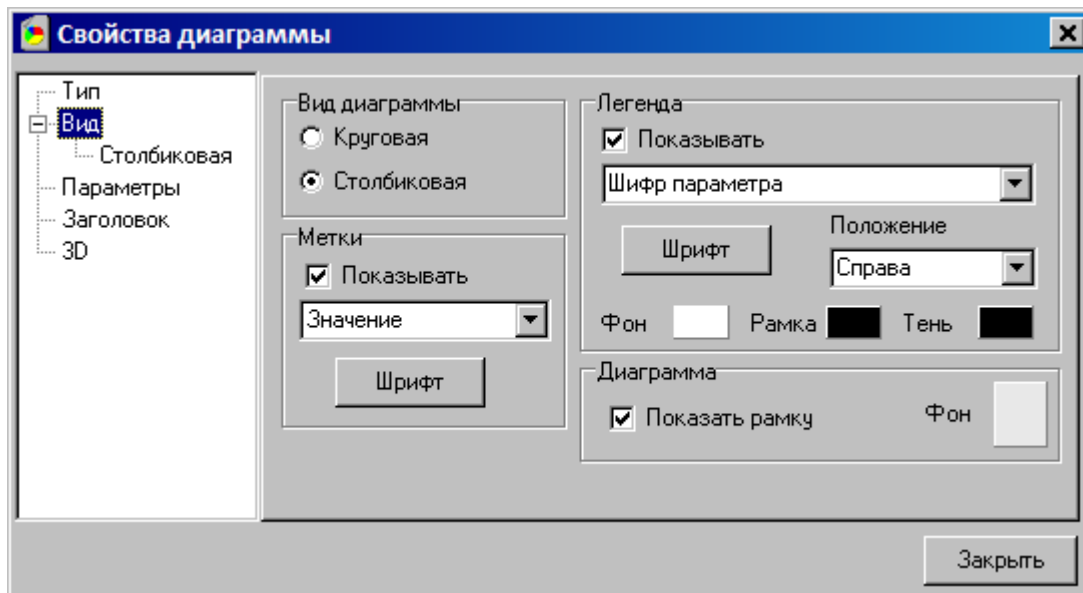 Свойства диаграммы
Тип
Вид
Столбиковая
Параметры
Заголовок
3D
Вид диаграммы
Круговая
Столбиковая
Метки
Показывать
Значение
Шрифт
Легенда
Показывать
Шифр параметра
Шрифт
Положение
Справа
Фон Рамка Тень
Диаграмма
Показать рамку Фон
Закрыть